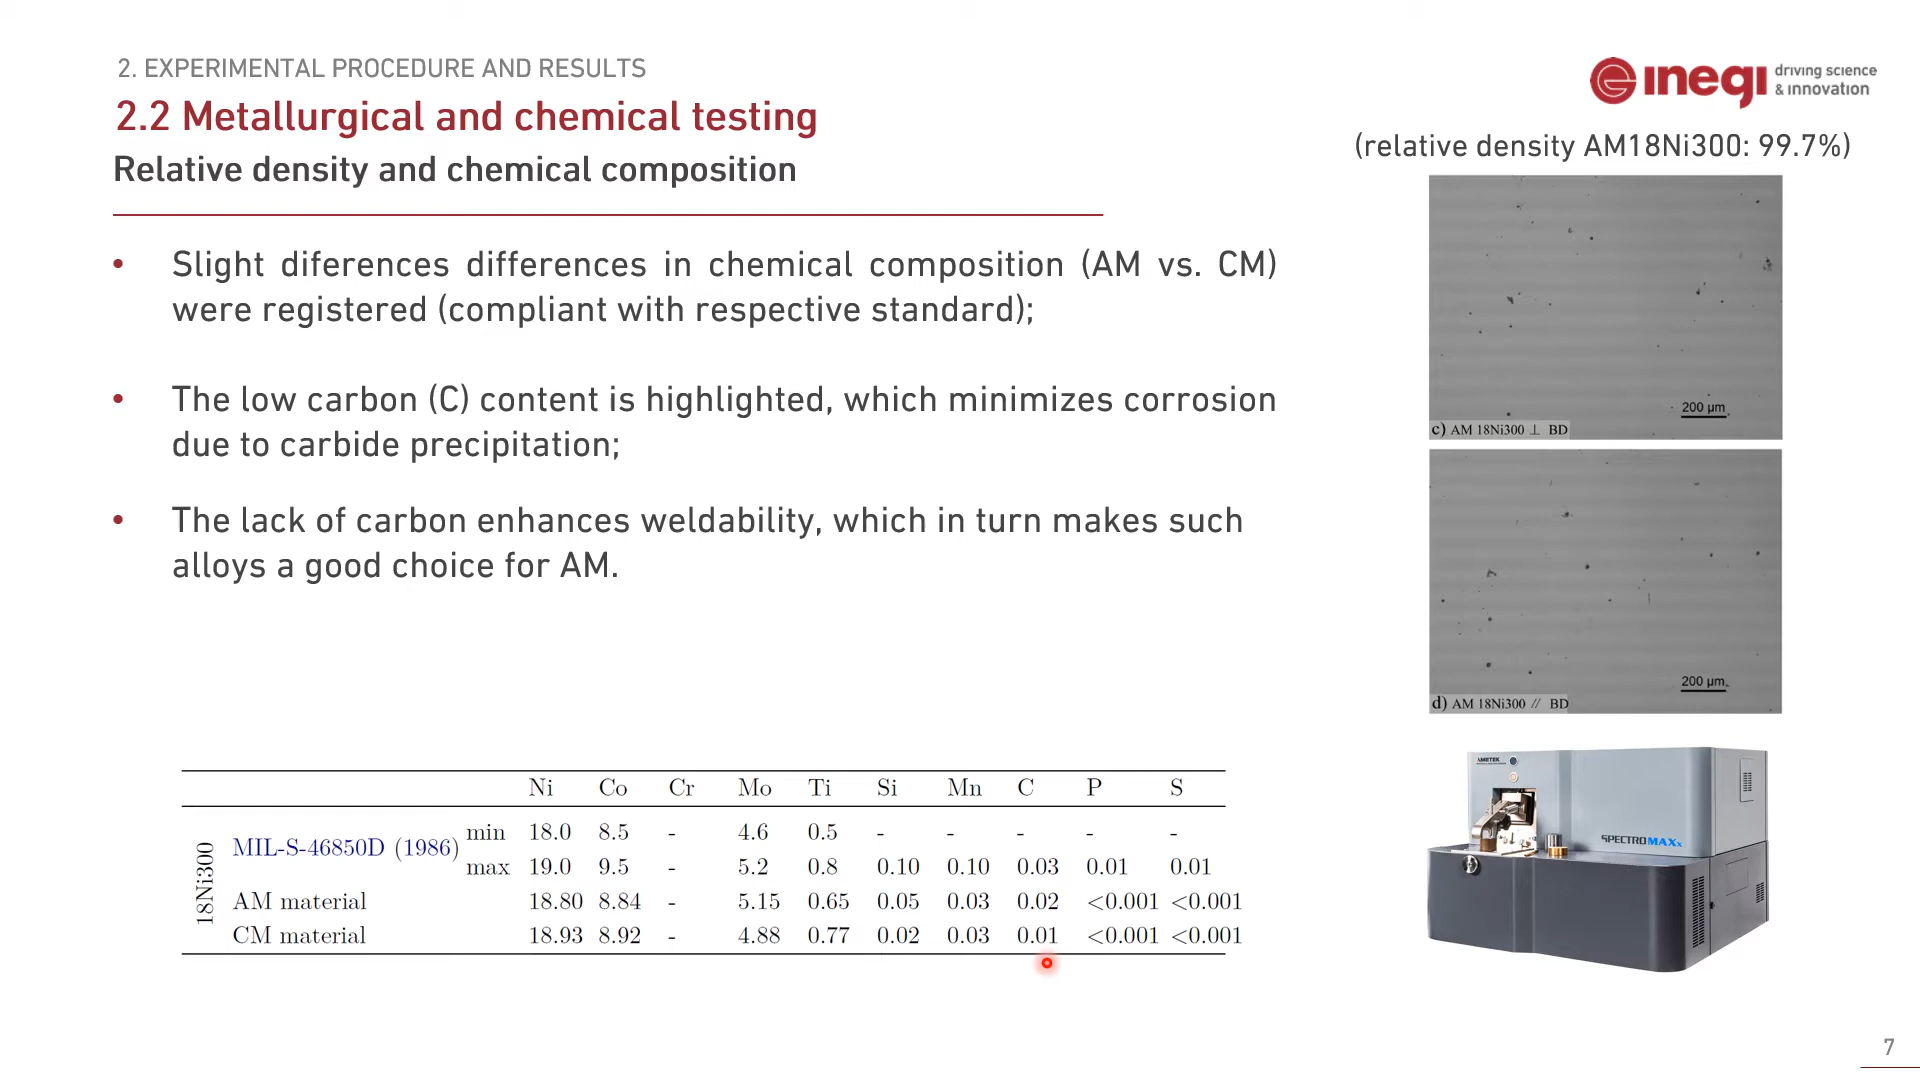 2. EXPERIMENTAL PROCEDURE AND RESULTS
2.2 Metallurgical and chemical testing
Relative density and chemical composition
inegi driving science
& innovation
(relative density AM18Ni300: 99.7%)
• Slight diferences differences in chemical composition (AM vs. CM)
were registered (compliant with respective standard);
• The low carbon (C) content is highlighted, which minimizes corrosion
due to carbide precipitation;
• The lack of carbon enhances weldability, which in turn makes such
alloys a good choice for AM.
200 µm
c) AM 18Ni300 ⊥ BD
200 µm
d) AM 18Ni300 // BD
Ni Co Cr Mo Ti Si Mn C P S
18Ni300
MIL-S-46850D (1986)
min 18.0 8.5 - 4.6 0.5 - - - - -
max 19.0 9.5 - 5.2 0.8 0.10 0.10 0.03 0.01 0.01
AM material 18.80 8.84 - 5.15 0.65 0.05 0.03 0.02 <0.001 <0.001
CM material 18.93 8.92 - 4.88 0.77 0.02 0.03 0.01 <0.001 <0.001
AMETEK
SPECTROMAXx
7